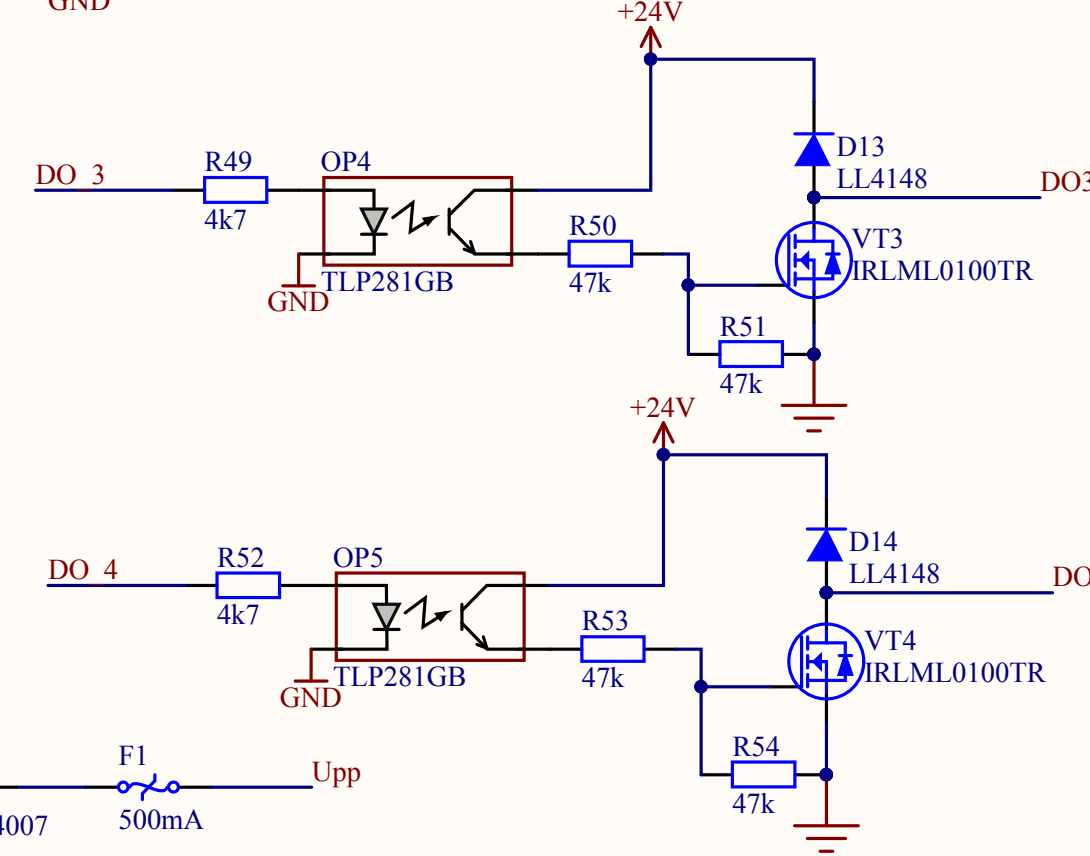 GND
+24V
D13
LL4148
DO_3
R49
4k7
OP4
TLP281GB
GND
R50
47k
DO3
VT3
IRLML0100TR
R51
47k
+24V
D14
LL4148
DO_4
R52
4k7
OP5
TLP281GB
GND
R53
47k
DO
VT4
IRLML0100TR
R54
47k
F1
500mA
Upp
4007